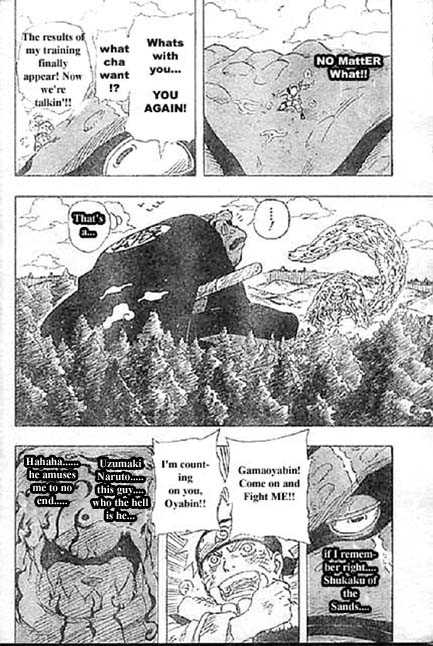 NO MattER
What!!
Whats
with
you...
YOU
AGAIN!
what
cha
want
!?
The results of
my training
finally
appear! Now
we're
talkin'!!
.....
That's
a...
if I remem-
ber right....
Shukaku of
the
Sands....
Gamaoyabin!
Come on and
Fight ME!!
I'm count-
ing
on you,
Oyabin!!
Uzumaki
Naruto.....
this guy....
who the hell
is he...
Hahaha......
he amuses
me to no
end.....